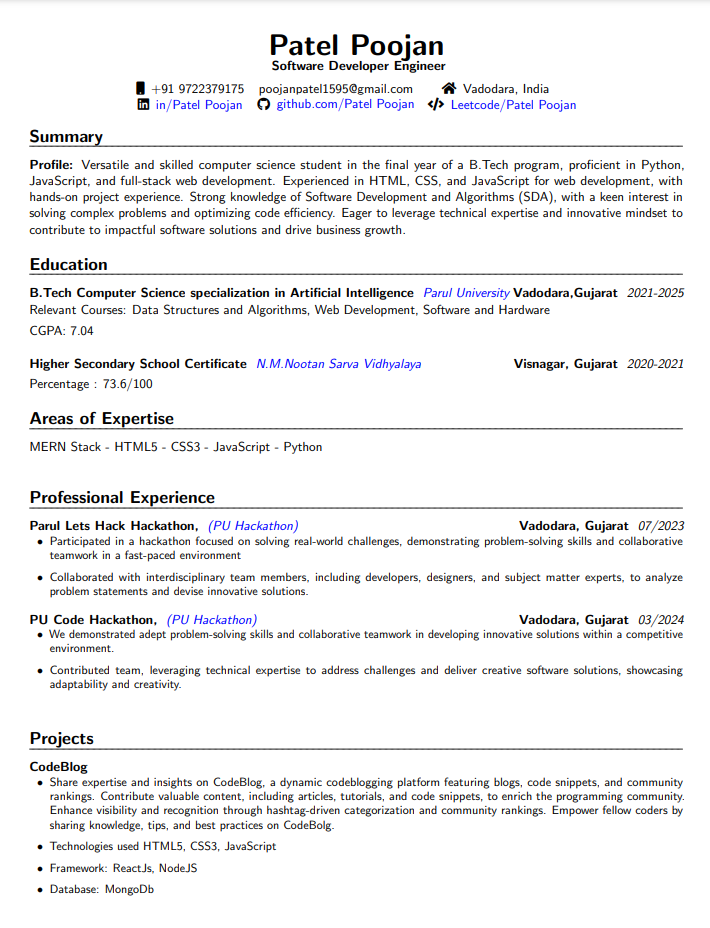 Patel Poojan
Software Developer Engineer
+91 9722379175 poojanpatel1595@gmail.com Vadodara, India
in/Patel Poojan github.com/Patel Poojan Leetcode/Patel Poojan
Summary
Profile: Versatile and skilled computer science student in the final year of a B.Tech program, proficient in Python,
JavaScript, and full-stack web development. Experienced in HTML, CSS, and JavaScript for web development, with
hands-on project experience. Strong knowledge of Software Development and Algorithms (SDA), with a keen interest in
solving complex problems and optimizing code efficiency. Eager to leverage technical expertise and innovative mindset to
contribute to impactful software solutions and drive business growth.
Education
B.Tech Computer Science specialization in Artificial Intelligence Parul University Vadodara,Gujarat 2021-2025
Relevant Courses: Data Structures and Algorithms, Web Development, Software and Hardware
CGPA: 7.04
Higher Secondary School Certificate N.M.Nootan Sarva Vidhyalaya Visnagar, Gujarat 2020-2021
Percentage : 73.6/100
Areas of Expertise
MERN Stack - HTML5 - CSS3 - JavaScript - Python
Professional Experience
Parul Lets Hack Hackathon, (PU Hackathon) Vadodara, Gujarat 07/2023
• Participated in a hackathon focused on solving real-world challenges, demonstrating problem-solving skills and collaborative
teamwork in a fast-paced environment
• Collaborated with interdisciplinary team members, including developers, designers, and subject matter experts, to analyze
problem statements and devise innovative solutions.
PU Code Hackathon, (PU Hackathon) Vadodara, Gujarat 03/2024
• We demonstrated adept problem-solving skills and collaborative teamwork in developing innovative solutions within a competitive
environment.
• Contributed team, leveraging technical expertise to address challenges and deliver creative software solutions, showcasing
adaptability and creativity.
Projects
CodeBlog
• Share expertise and insights on CodeBlog, a dynamic codeblogging platform featuring blogs, code snippets, and community
rankings. Contribute valuable content, including articles, tutorials, and code snippets, to enrich the programming community.
Enhance visibility and recognition through hashtag-driven categorization and community rankings. Empower fellow coders by
sharing knowledge, tips, and best practices on CodeBolg.
• Technologies used HTML5, CSS3, JavaScript
• Framework: ReactJs, NodeJS
• Database: MongoDb